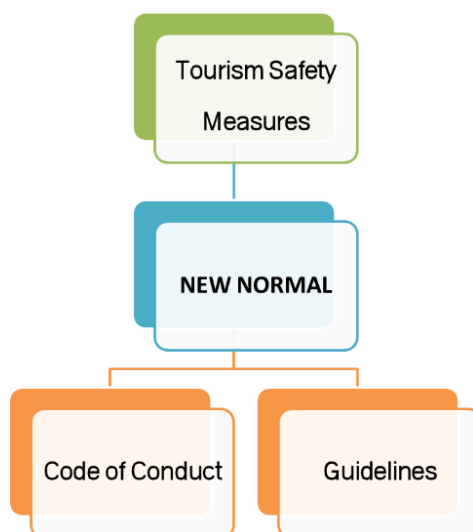 Tourism Safety
Measures
NEW NORMAL
Code of Conduct
Guidelines